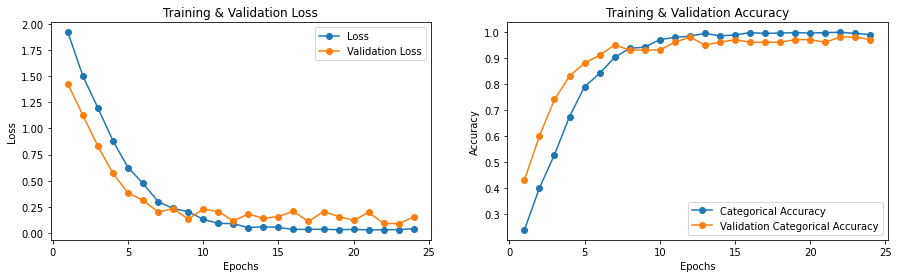 Training & Validation Loss
2.00
1.75
1.50
1.25
1.00
0.75
0.50
0.25
0.00
Loss
Loss
Validation Loss
0
5
10
15
20
25
Epochs
Training & Validation Accuracy
1.0
0.9
0.8
0.7
0.6
0.5
0.4
0.3
Accuracy
Categorical Accuracy
Validation Categorical Accuracy
0
5
10
15
20
25
Epochs